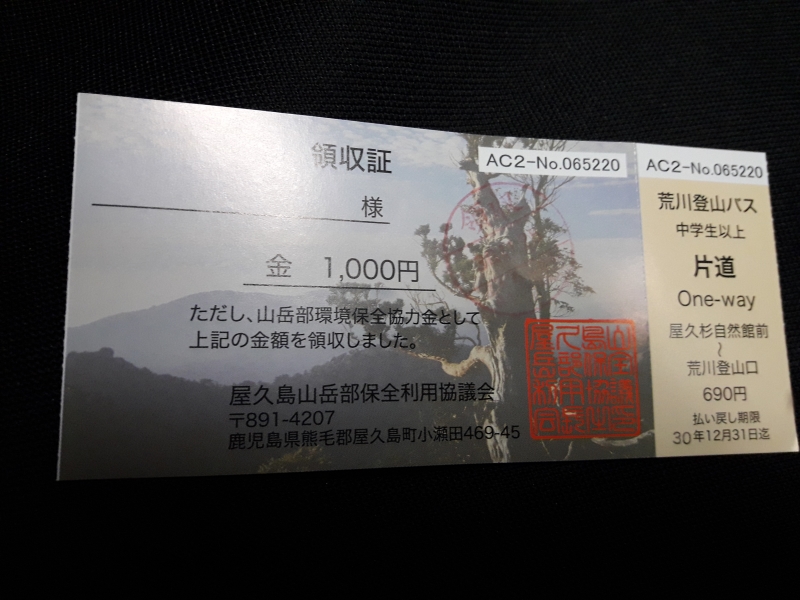 領収証
AC2-No.065220
様
金 1,000円
ただし、山岳部環境保全協力金として
上記の金額を領収しました。
屋久島山岳部保全利用協議会
〒891-4207
鹿児島県熊毛郡屋久島町小瀬田469-45
AC2-No.065220
荒川登山バス
中学生以上
片道
One-way
屋久杉自然館前
~
荒川登山口
690円
払い戻し期限
30年12月31日迄